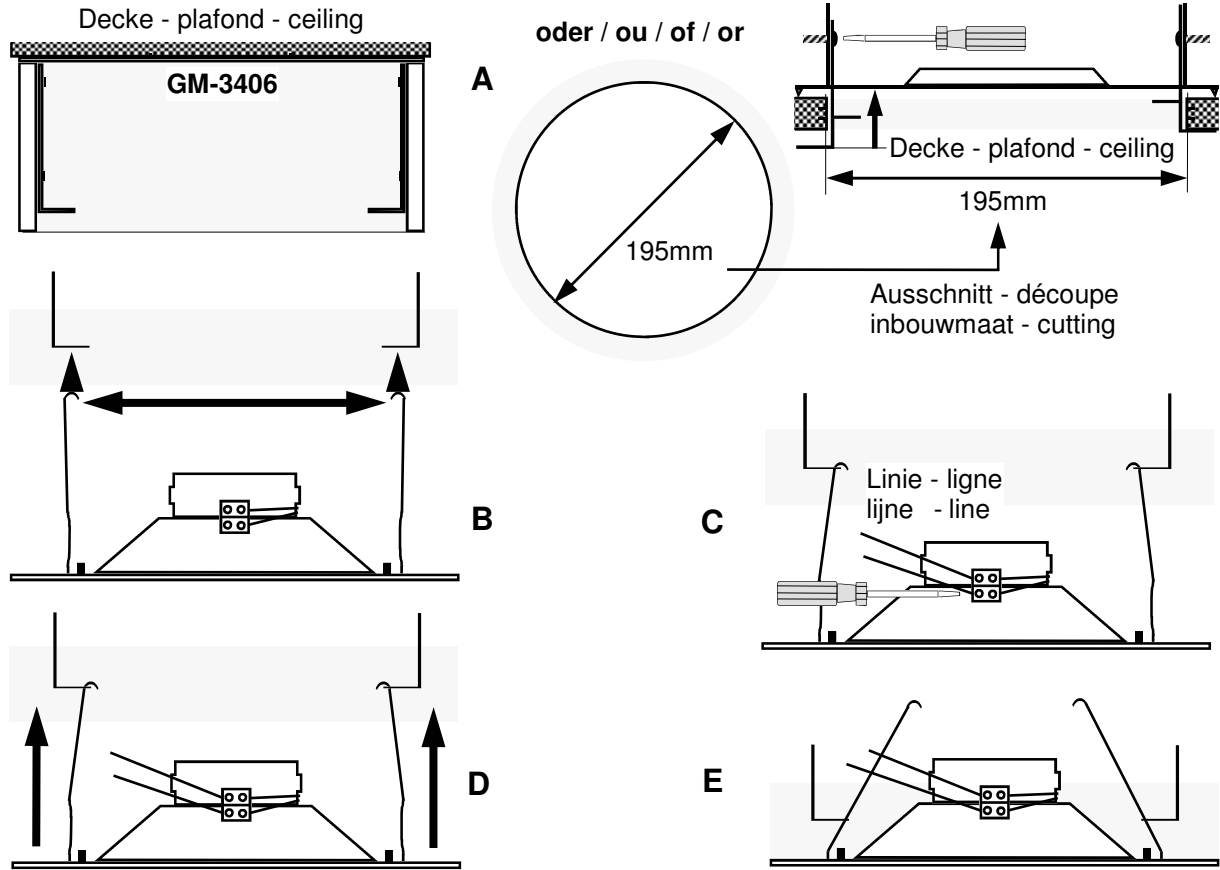 Decke - plafond - ceiling
GM-3406
A
oder / ou / of / or
195mm
Decke - plafond - ceiling
195mm
Ausschnitt - découpe
inbouwmaat - cutting
B
C
Linie - ligne
lijne - line
D
E